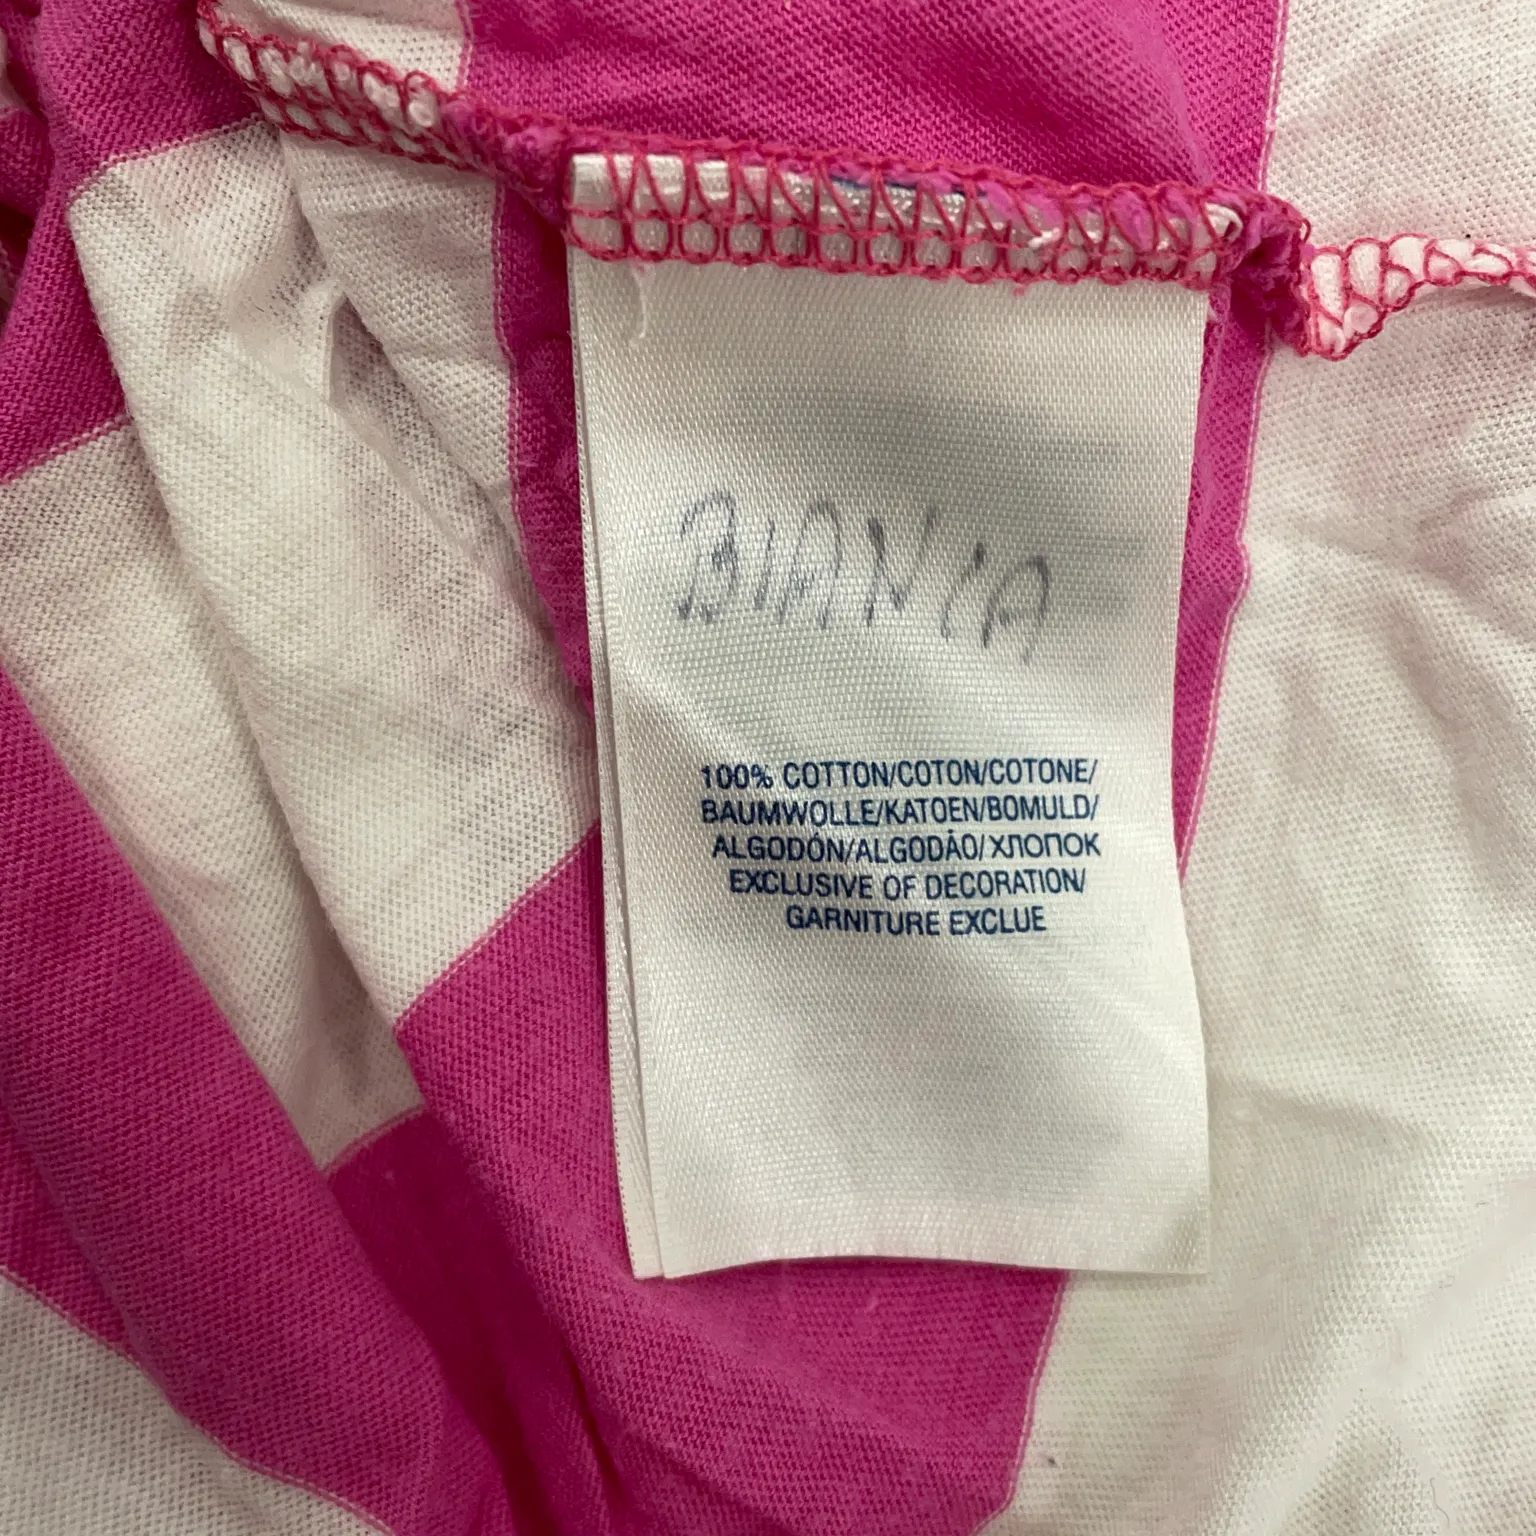 BIANCA
100% COTTON/COTON/COTONE/
BAUMWOLLE/KATOEN/BOMULD/
ALGODÓN/ALGODÃO/ХЛОПОК
EXCLUSIVE OF DECORATION/
GARNITURE EXCLUE